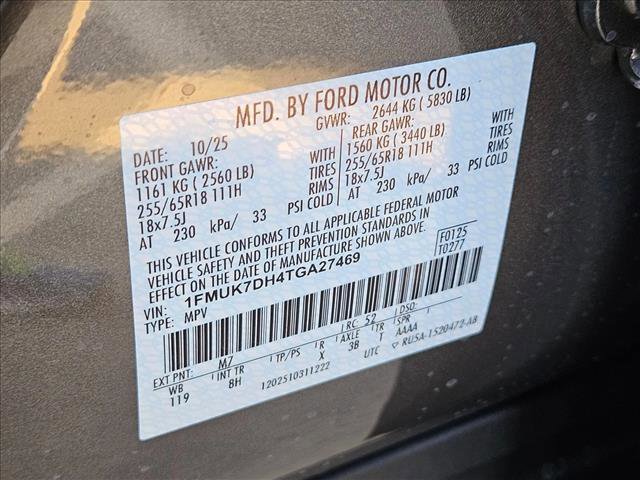 MFD. BY FORD MOTOR CO.
DATE: 10/25 GVWR: 2644 KG ( 5830 LB)
FRONT GAWR: WITH REAR GAWR: WITH
1161 KG ( 2560 LB) TIRES 1560 KG ( 3440 LB) TIRES
255/65R18 111H RIMS 255/65R18 111H RIMS
18x7.5J 18x7.5J
AT 230 kPa/ 33 PSI COLD AT 230 kPa/ 33 PSI COLD
THIS VEHICLE CONFORMS TO ALL APPLICABLE FEDERAL MOTOR
VEHICLE SAFETY AND THEFT PREVENTION STANDARDS IN
EFFECT ON THE DATE OF MANUFACTURE SHOWN ABOVE. F0125
VIN: 1FMUK7DH4TGA27469 T0277
TYPE: MPV
EXT PNT: M7 RC: 52 DSO:
WB INT TR TP/PS R AXLE TR SPR
119 8H X 3B T AAAA
1202510311222 UTC ▽ RU5A-1520472-AB